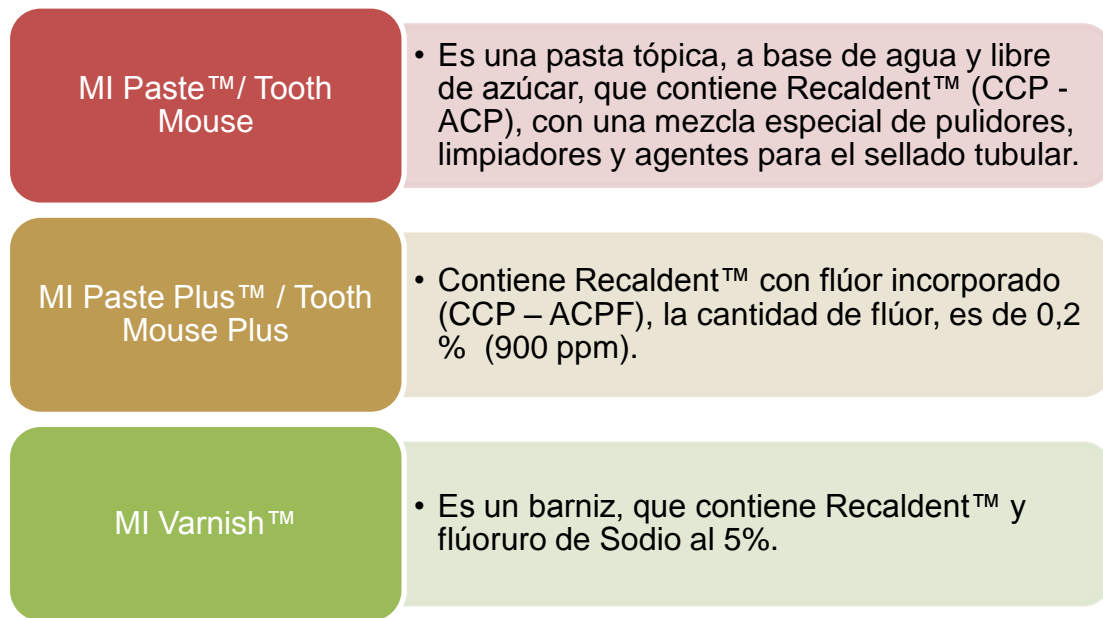 MI Paste™/ Tooth
Mouse
• Es una pasta tópica, a base de agua y libre
de azúcar, que contiene Recaldent™ (CCP -
ACP), con una mezcla especial de pulidores,
limpiadores y agentes para el sellado tubular.
MI Paste Plus™ / Tooth
Mouse Plus
• Contiene Recaldent™ con flúor incorporado
(CCP – ACPF), la cantidad de flúor, es de 0,2
% (900 ppm).
MI Varnish™
• Es un barniz, que contiene Recaldent™ y
flúoruro de Sodio al 5%.